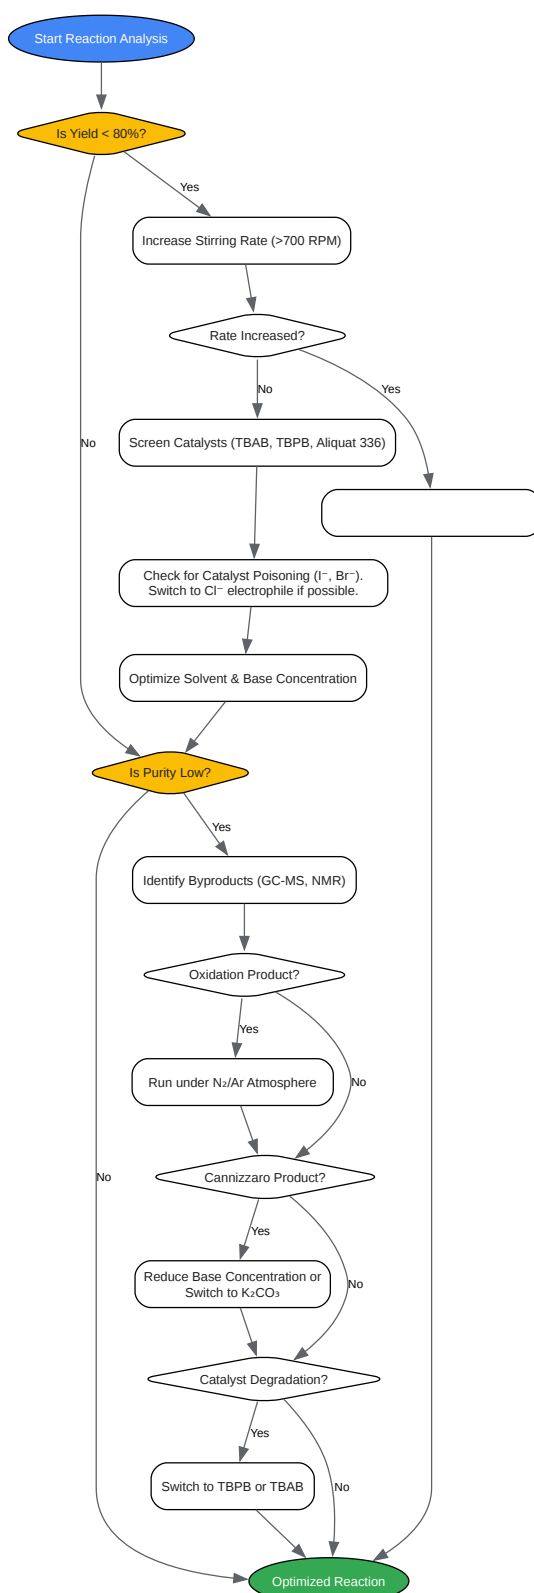 Start Reaction Analysis
Is Yield < 80%?
Yes
Increase Stirring Rate (>700 RPM)
Rate Increased?
No
Yes
No
Screen Catalysts (TBAB, TBPB, Aliquat 336)
Check for Catalyst Poisoning (I⁻, Br⁻).
Switch to Cl⁻ electrophile if possible.
Optimize Solvent & Base Concentration
Is Purity Low?
Yes
Identify Byproducts (GC-MS, NMR)
Oxidation Product?
Yes
Run under N₂/Ar Atmosphere
No
Cannizzaro Product?
No
Yes
Reduce Base Concentration or
Switch to K₂CO₃
No
Catalyst Degradation?
Yes
Switch to TBPB or TBAB
No
Optimized Reaction